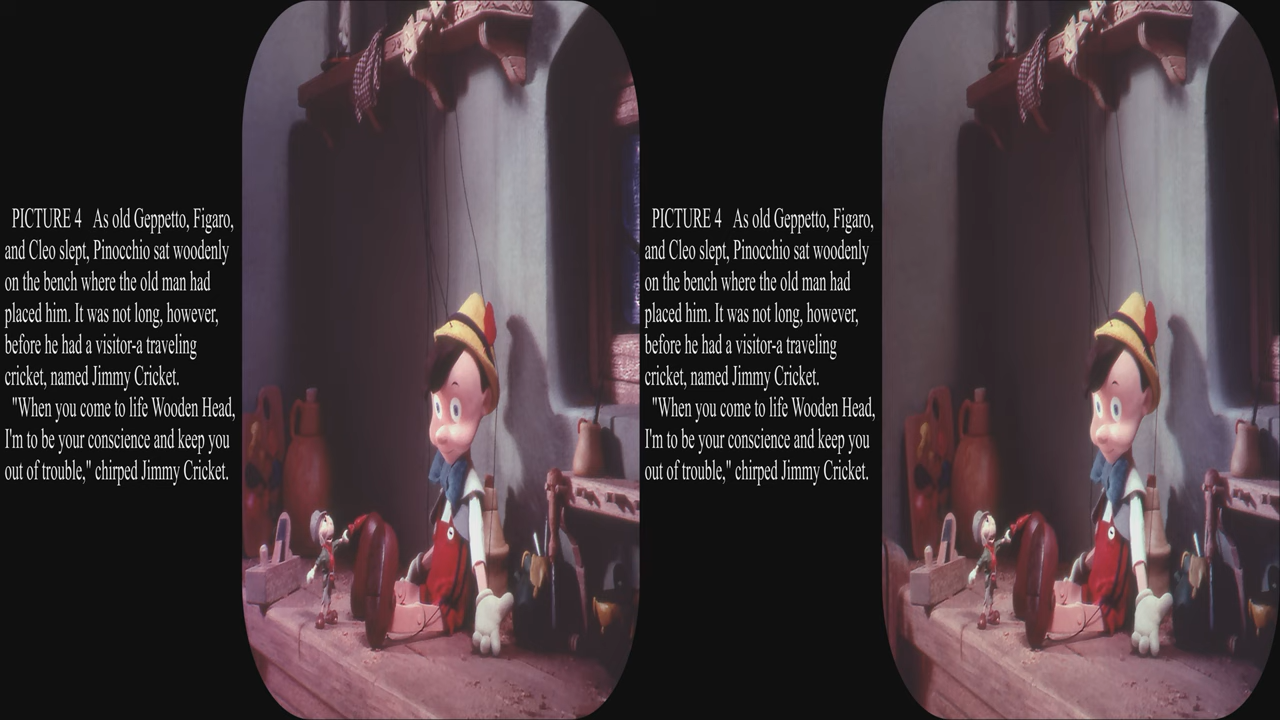 PICTURE 4 As old Geppetto, Figaro,
and Cleo slept, Pinocchio sat woodenly
on the bench where the old man had
placed him. It was not long, however,
before he had a visitor-a traveling
cricket, named Jimmy Cricket.
"When you come to life Wooden Head,
I'm to be your conscience and keep you
out of trouble," chirped Jimmy Cricket.
PICTURE 4 As old Geppetto, Figaro,
and Cleo slept, Pinocchio sat woodenly
on the bench where the old man had
placed him. It was not long, however,
before he had a visitor-a traveling
cricket, named Jimmy Cricket.
"When you come to life Wooden Head,
I'm to be your conscience and keep you
out of trouble," chirped Jimmy Cricket.